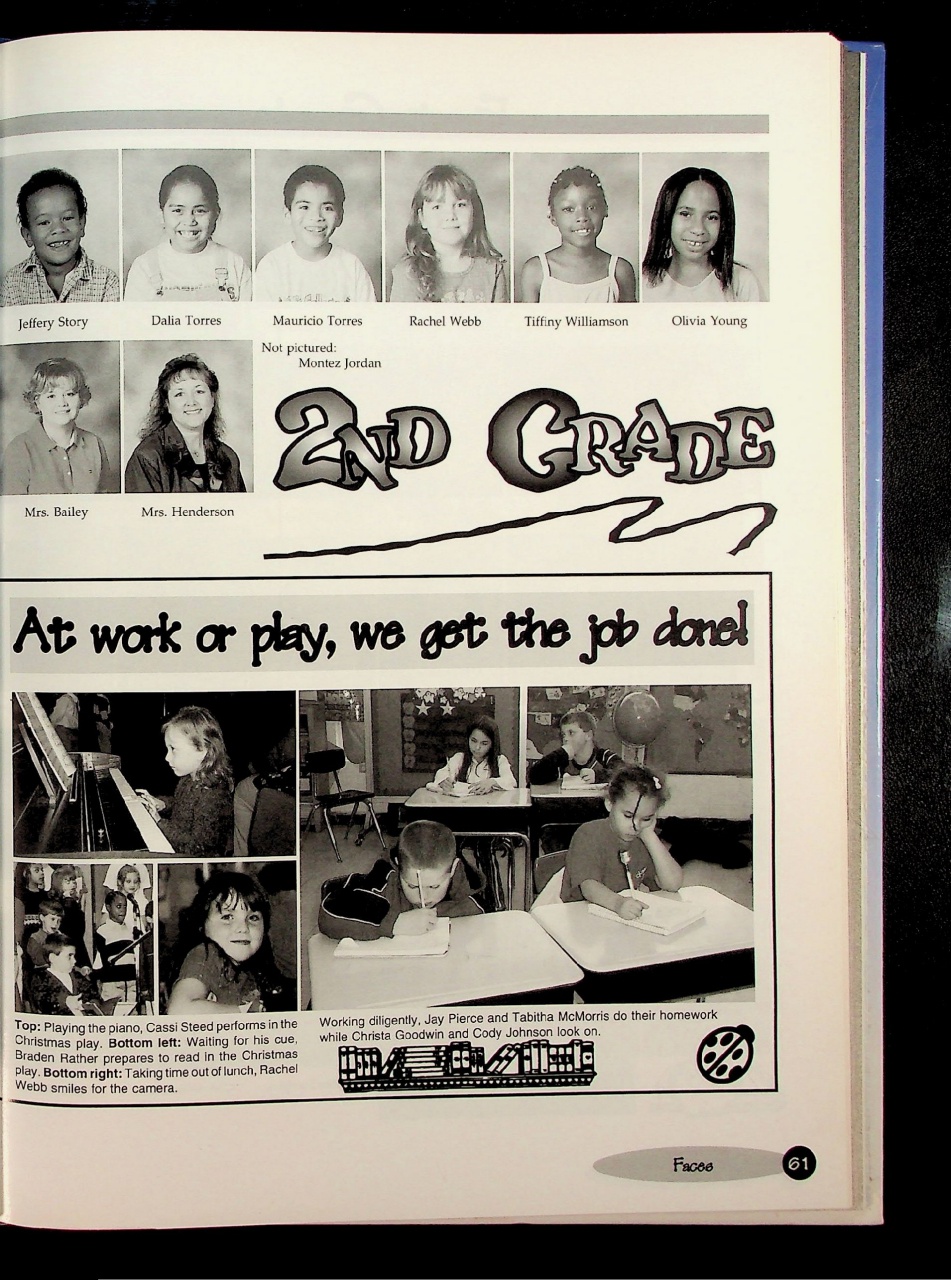 Jeffery Story Dalia Torres Mauricio Torres Rachel Webb Tiffiny Williamson Olivia Young
Not pictured:
Montez Jordan
2ND GRADE
Mrs. Bailey Mrs. Henderson
At work or play, we get the job done!
Top: Playing the piano, Cassi Steed performs in the
Christmas play. Bottom left: Waiting for his cue,
Braden Rather prepares to read in the Christmas
play. Bottom right: Taking time out of lunch, Rachel
Webb smiles for the camera.
Working diligently, Jay Pierce and Tabitha McMorris do their homework
while Christa Goodwin and Cody Johnson look on.
Faces 61